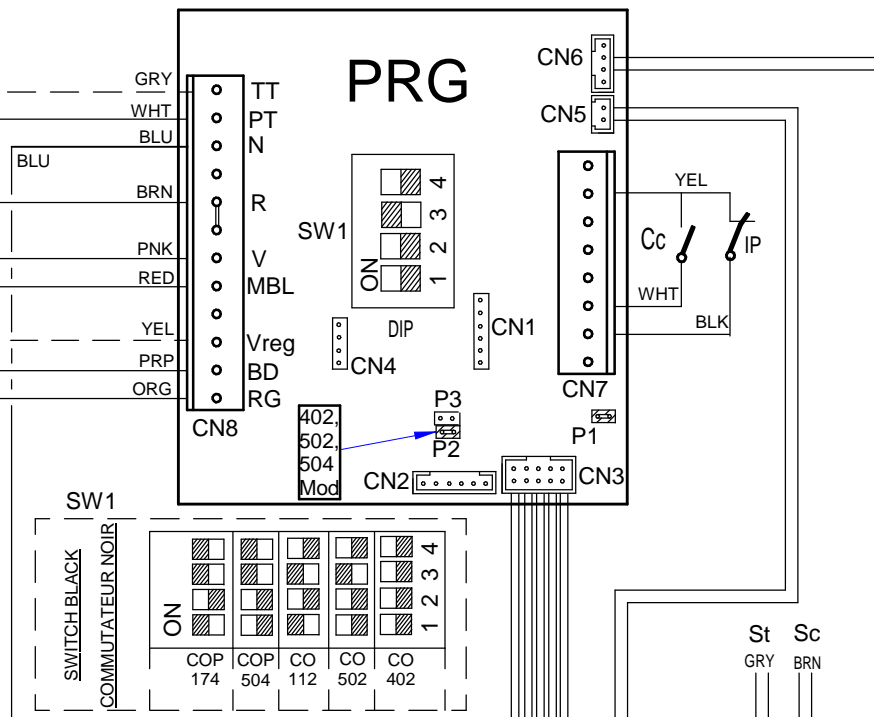 PRG
CN6
CN5
GRY
TT
WHT
PT
BLU
N
BLU
BRN
R
PNK
V
RED
MBL
YEL
Vreg
PRP
BD
ORG
RG
CN8
SW1
ON
4
3
2
1
DIP
CN4
CN1
YEL
Cc
IP
WHT
BLK
CN7
P3
P2
P1
402,
502,
504
Mod
CN2
CN3
SW1
SWITCH BLACK
COMMUTATEUR NOIR
ON
4
3
2
1
COP 174
COP 504
CO 112
CO 502
CO 402
St
Sc
GRY
BRN